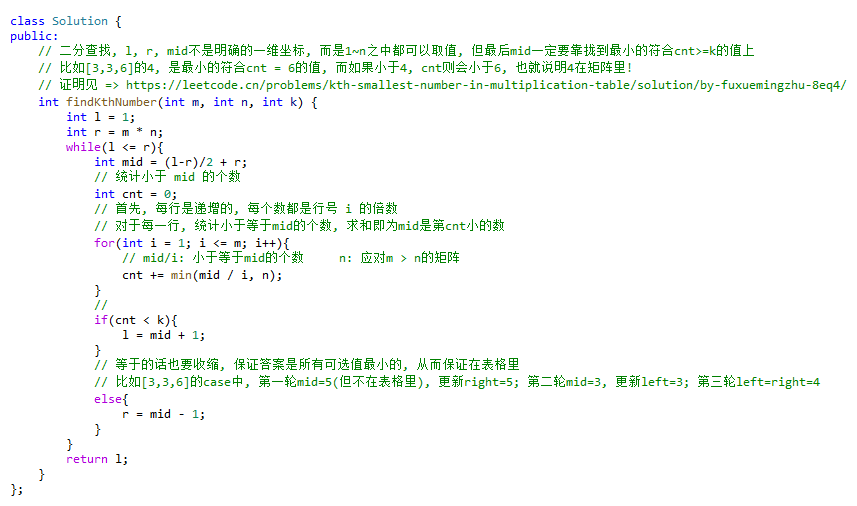 class Solution {
public:
    // 二分查找, l, r, mid不是明确的一维坐标, 而是1~n之中都可以取值, 但最后mid一定要靠找到最小的符合cnt>=k的值上
    // 比如[3,3,6]的4, 是最小的符合cnt = 6的值, 而如果小于4, cnt则会小于6, 也就说明4在矩阵里!
    // 证明见 => https://leetcode.cn/problems/kth-smallest-number-in-multiplication-table/solution/by-fuxuemingzhu-8eq4/
    int findKthNumber(int m, int n, int k) {
        int l = 1;
        int r = m * n;
        while(l <= r){
            int mid = (l-r)/2 + r;
            // 统计小于 mid 的个数
            int cnt = 0;
            // 首先, 每行是递增的, 每个数都是行号 i 的倍数
            // 对于每一行, 统计小于等于mid的个数, 求和即为mid是第cnt小的数
            for(int i = 1; i <= m; i++){
                // mid/i: 小于等于mid的个数     n: 应对m > n的矩阵
                cnt += min(mid / i, n);
            }
            //
            if(cnt < k){
                l = mid + 1;
            }
            // 等于的话也要收缩, 保证答案是所有可选值最小的, 从而保证在表格里
            // 比如[3,3,6]的case中, 第一轮mid=5(但不在表格里), 更新right=5; 第二轮mid=3, 更新left=3; 第三轮left=right=4
            else{
                r = mid - 1;
            }
        }
        return l;
    }
};